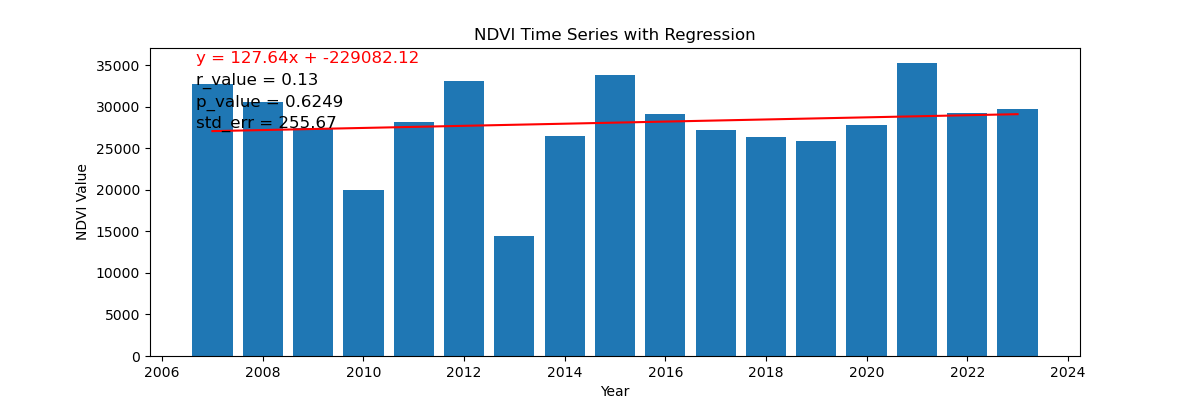 NDVI Time Series with Regression
y = 127.64x + -229082.12
r_value = 0.13
p_value = 0.6249
std_err = 255.67
NDVI Value
35000
30000
25000
20000
15000
10000
5000
0
2006 2008 2010 2012 2014 2016 2018 2020 2022 2024
Year